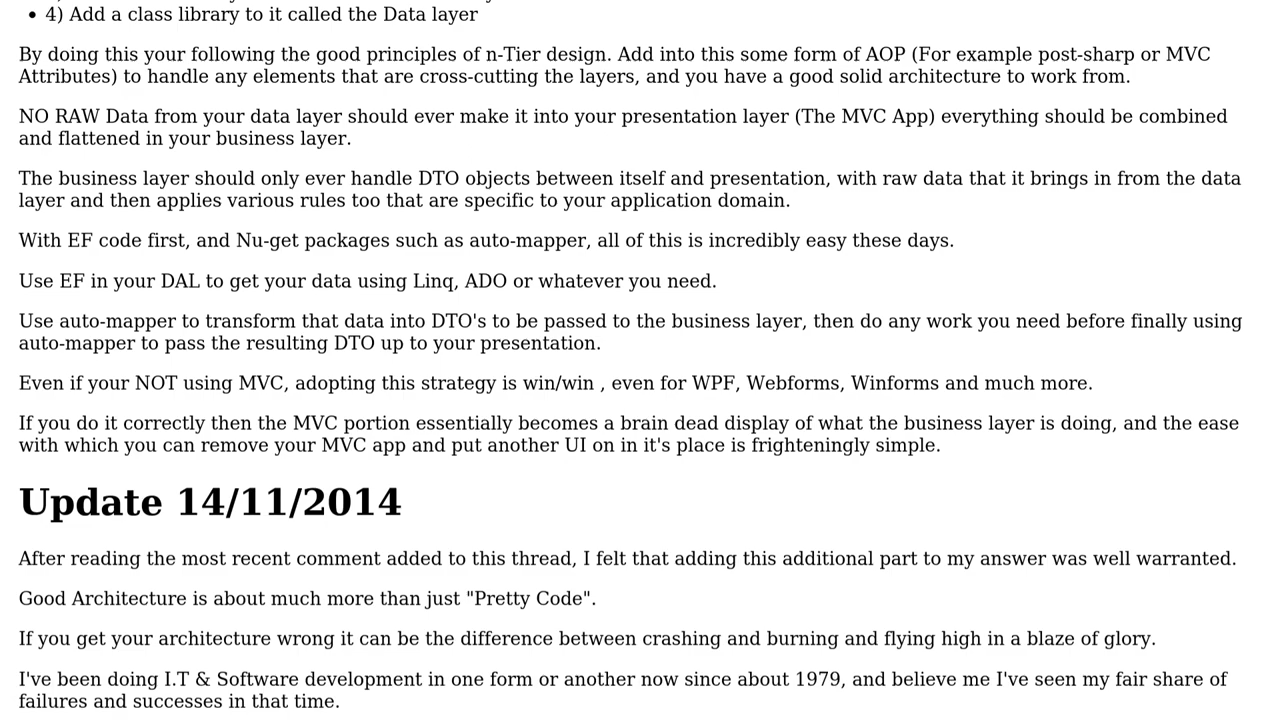 • 4) Add a class library to it called the Data layer
By doing this your following the good principles of n-Tier design. Add into this some form of AOP (For example post-sharp or MVC
Attributes) to handle any elements that are cross-cutting the layers, and you have a good solid architecture to work from.
NO RAW Data from your data layer should ever make it into your presentation layer (The MVC App) everything should be combined
and flattened in your business layer.
The business layer should only ever handle DTO objects between itself and presentation, with raw data that it brings in from the data
layer and then applies various rules too that are specific to your application domain.
With EF code first, and Nu-get packages such as auto-mapper, all of this is incredibly easy these days.
Use EF in your DAL to get your data using Linq, ADO or whatever you need.
Use auto-mapper to transform that data into DTO's to be passed to the business layer, then do any work you need before finally using
auto-mapper to pass the resulting DTO up to your presentation.
Even if your NOT using MVC, adopting this strategy is win/win , even for WPF, Webforms, Winforms and much more.
If you do it correctly then the MVC portion essentially becomes a brain dead display of what the business layer is doing, and the ease
with which you can remove your MVC app and put another UI on in it's place is frighteningly simple.
Update 14/11/2014
After reading the most recent comment added to this thread, I felt that adding this additional part to my answer was well warranted.
Good Architecture is about much more than just "Pretty Code".
If you get your architecture wrong it can be the difference between crashing and burning and flying high in a blaze of glory.
I've been doing I.T & Software development in one form or another now since about 1979, and believe me I've seen my fair share of
failures and successes in that time.